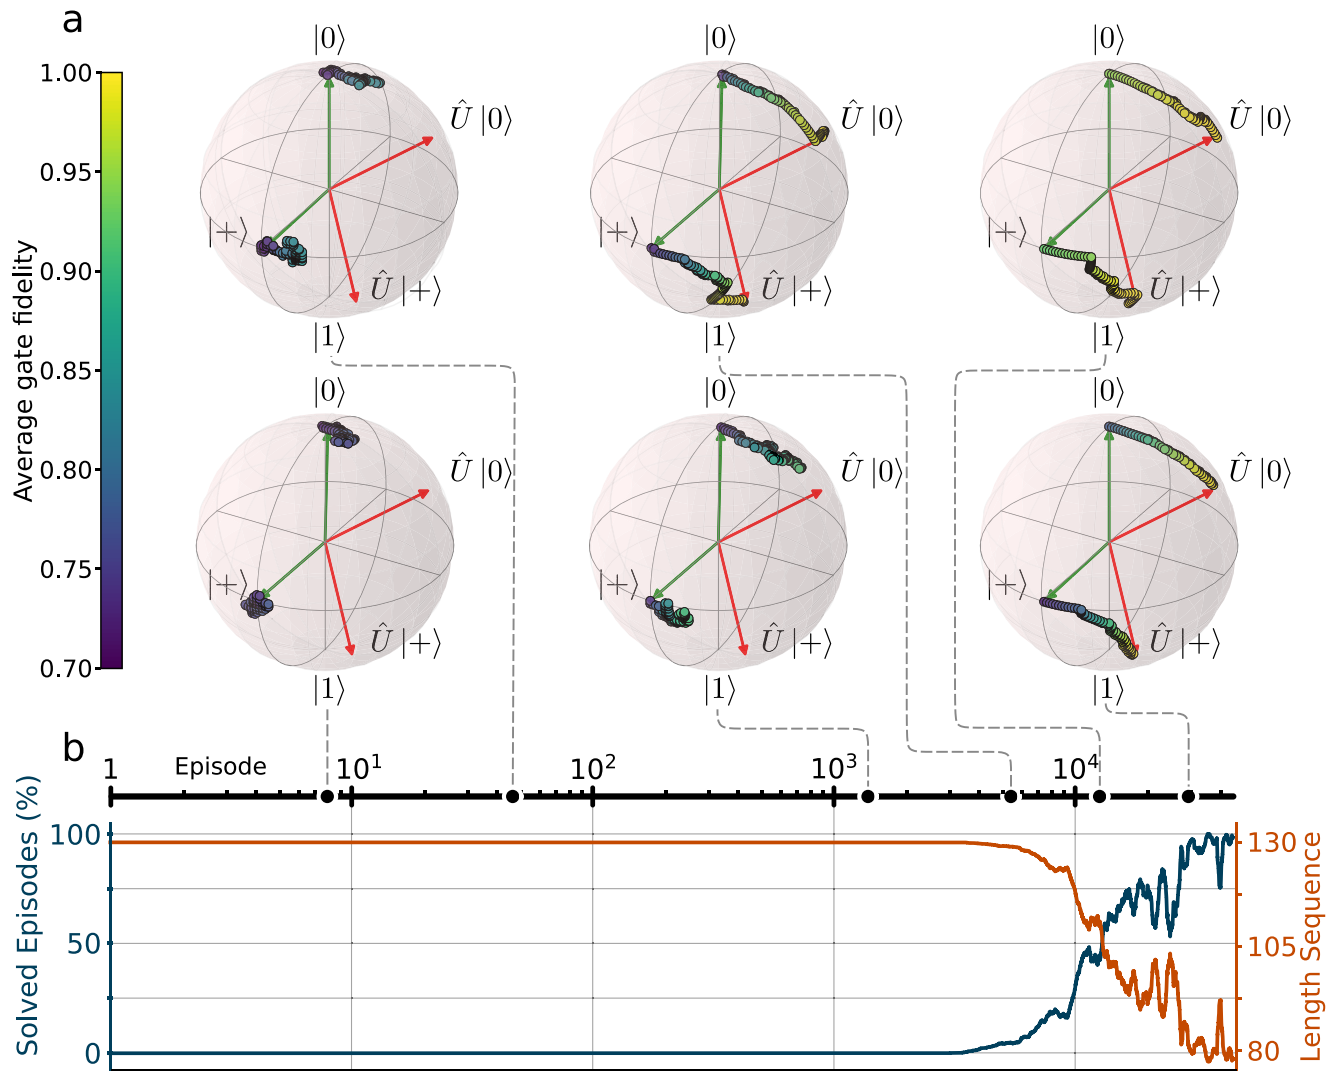 a
1.00
0.95
0.90
0.85
0.80
0.75
0.70
Average gate fidelity
|0⟩
|0⟩
|0⟩
Û |0⟩
Û |0⟩
Û |0⟩
|+⟩
|+⟩
|+⟩
Û |+⟩
Û |+⟩
Û |+⟩
|1⟩
|1⟩
|1⟩
|0⟩
|0⟩
|0⟩
Û |0⟩
Û |0⟩
Û |0⟩
|+⟩
|+⟩
|+⟩
Û |+⟩
Û |+⟩
Û |+⟩
|1⟩
|1⟩
|1⟩
b
1 Episode 10¹ 10² 10³ 10⁴
Solved Episodes (%)
100
50
0
130
105
80
Length Sequence